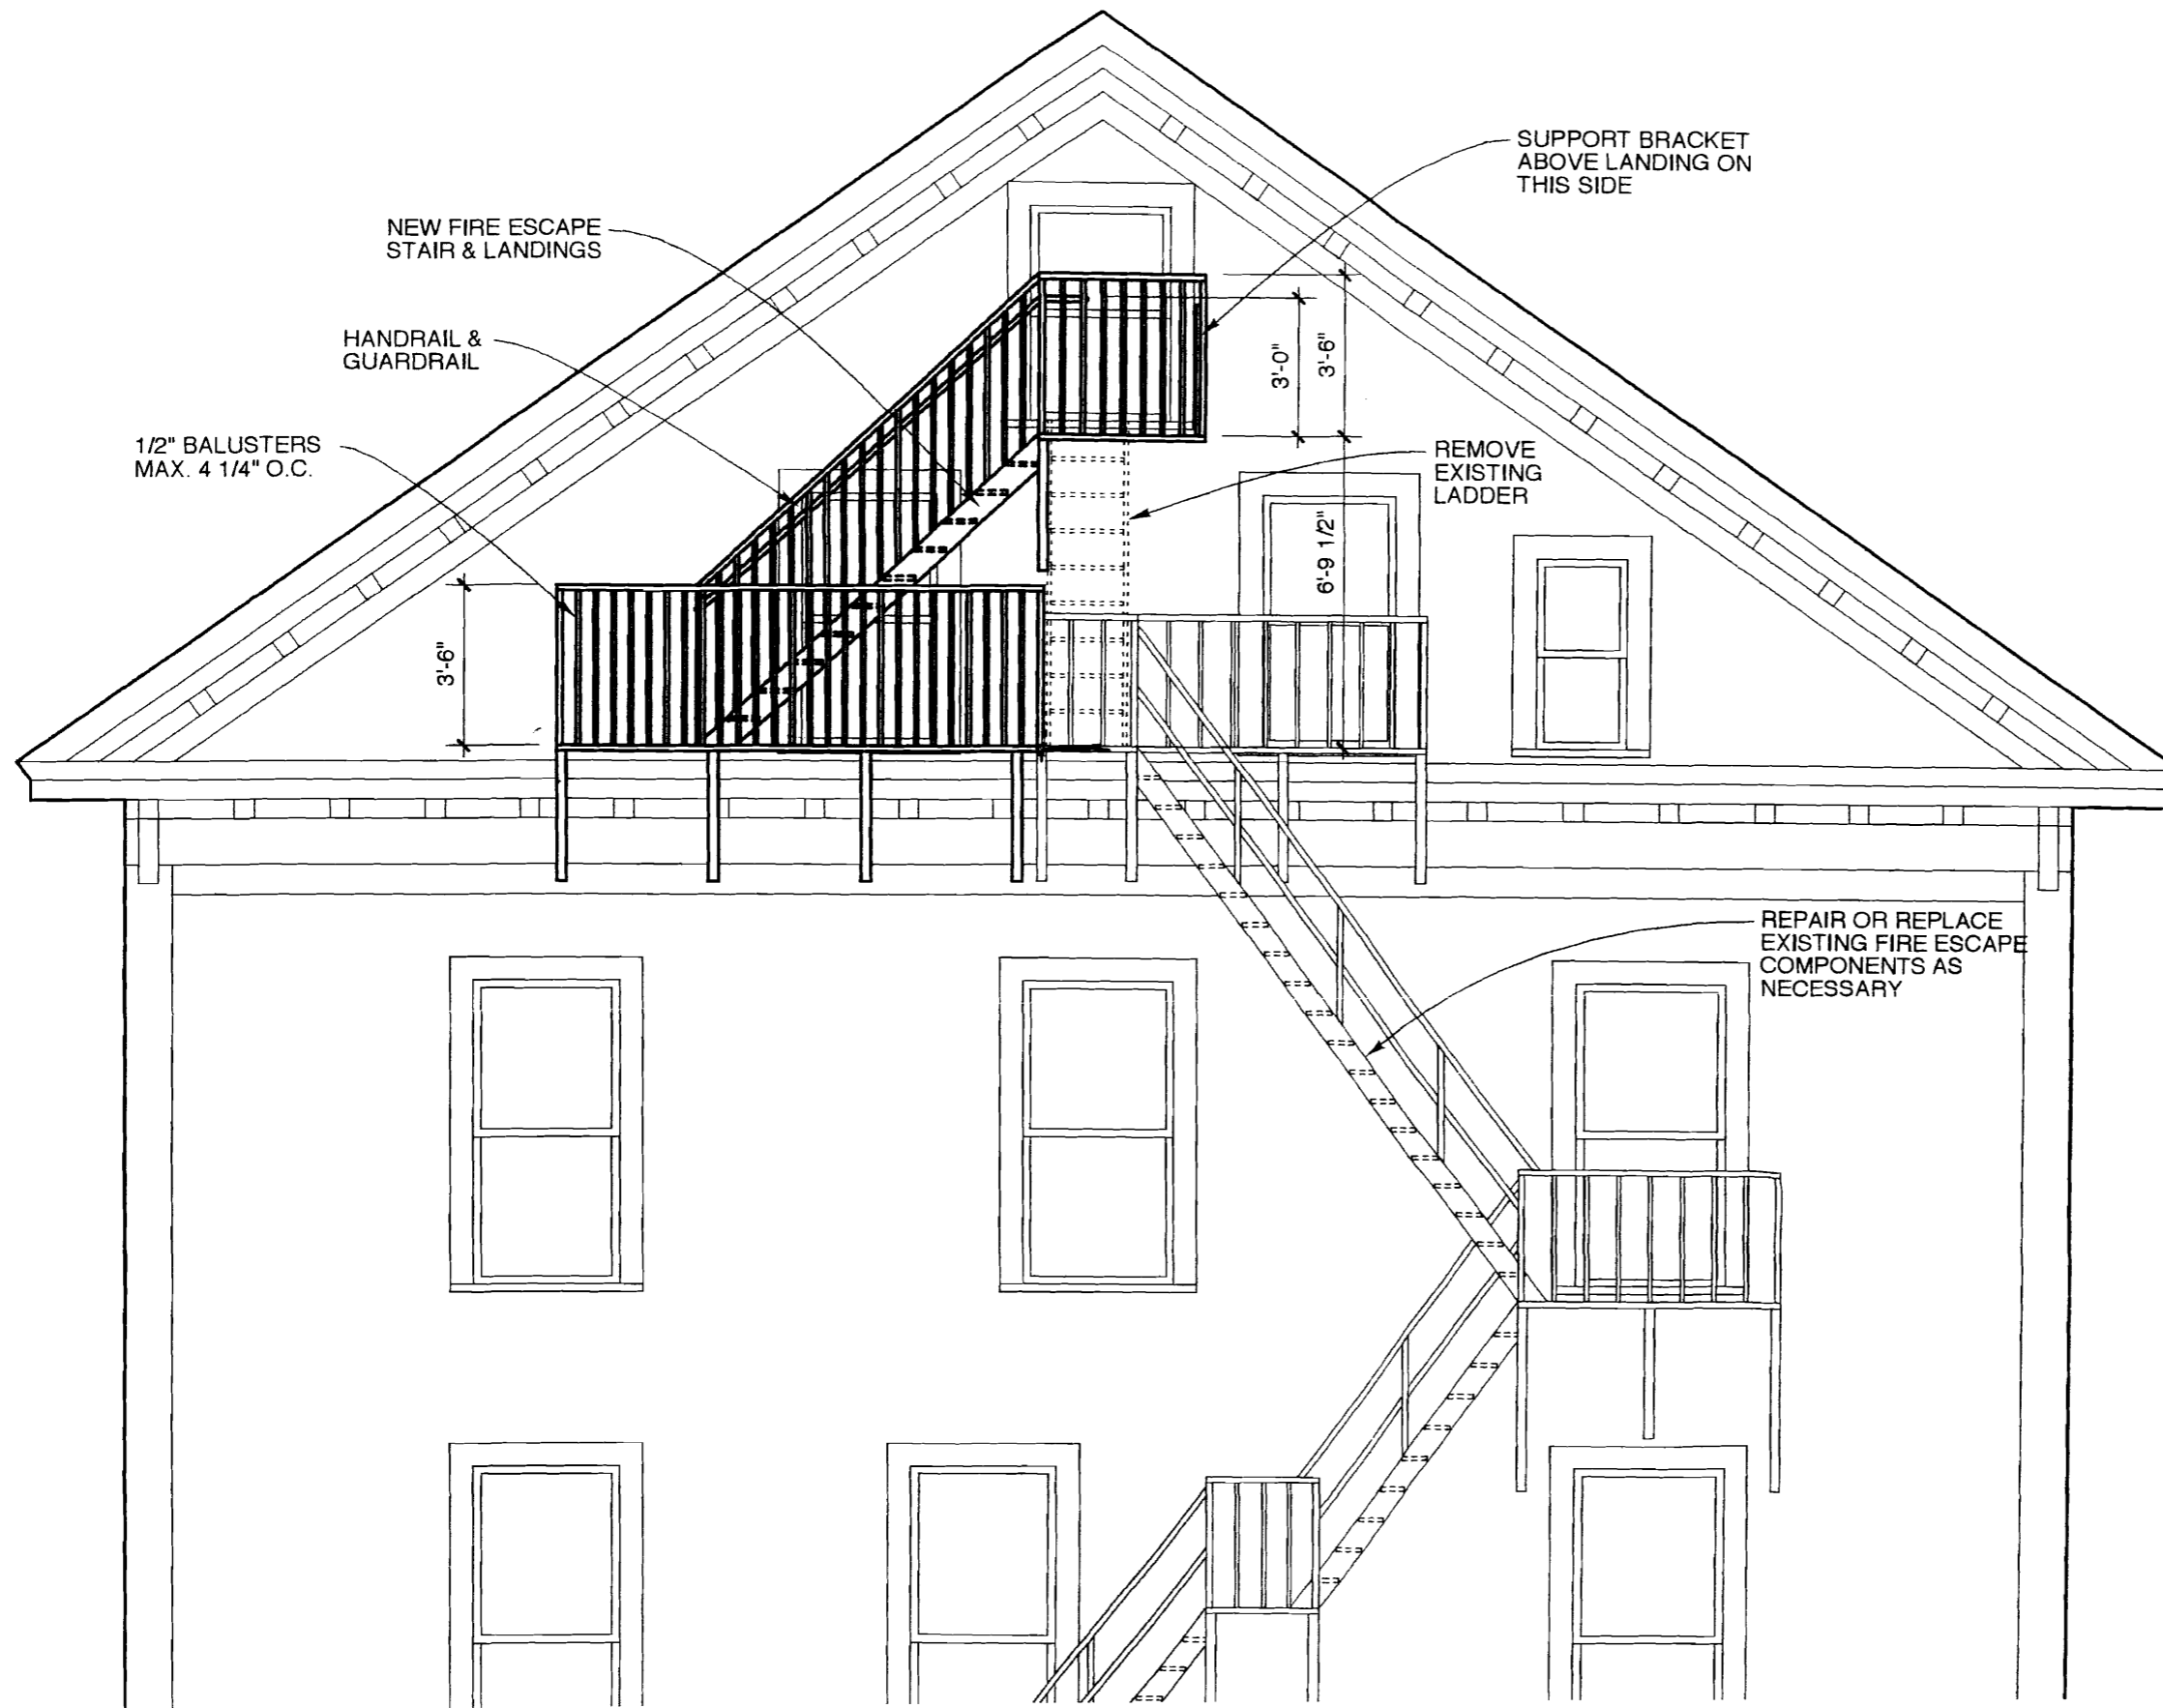 SUPPORT BRACKET
ABOVE LANDING ON
THIS SIDE
NEW FIRE ESCAPE
STAIR & LANDINGS
HANDRAIL &
GUARDRAIL
3'-0"
3'-6"
1/2" BALUSTERS
MAX. 4 1/4" O.C.
REMOVE
EXISTING
LADDER
6'-9 1/2"
3'-6"
REPAIR OR REPLACE
EXISTING FIRE ESCAPE
COMPONENTS AS
NECESSARY